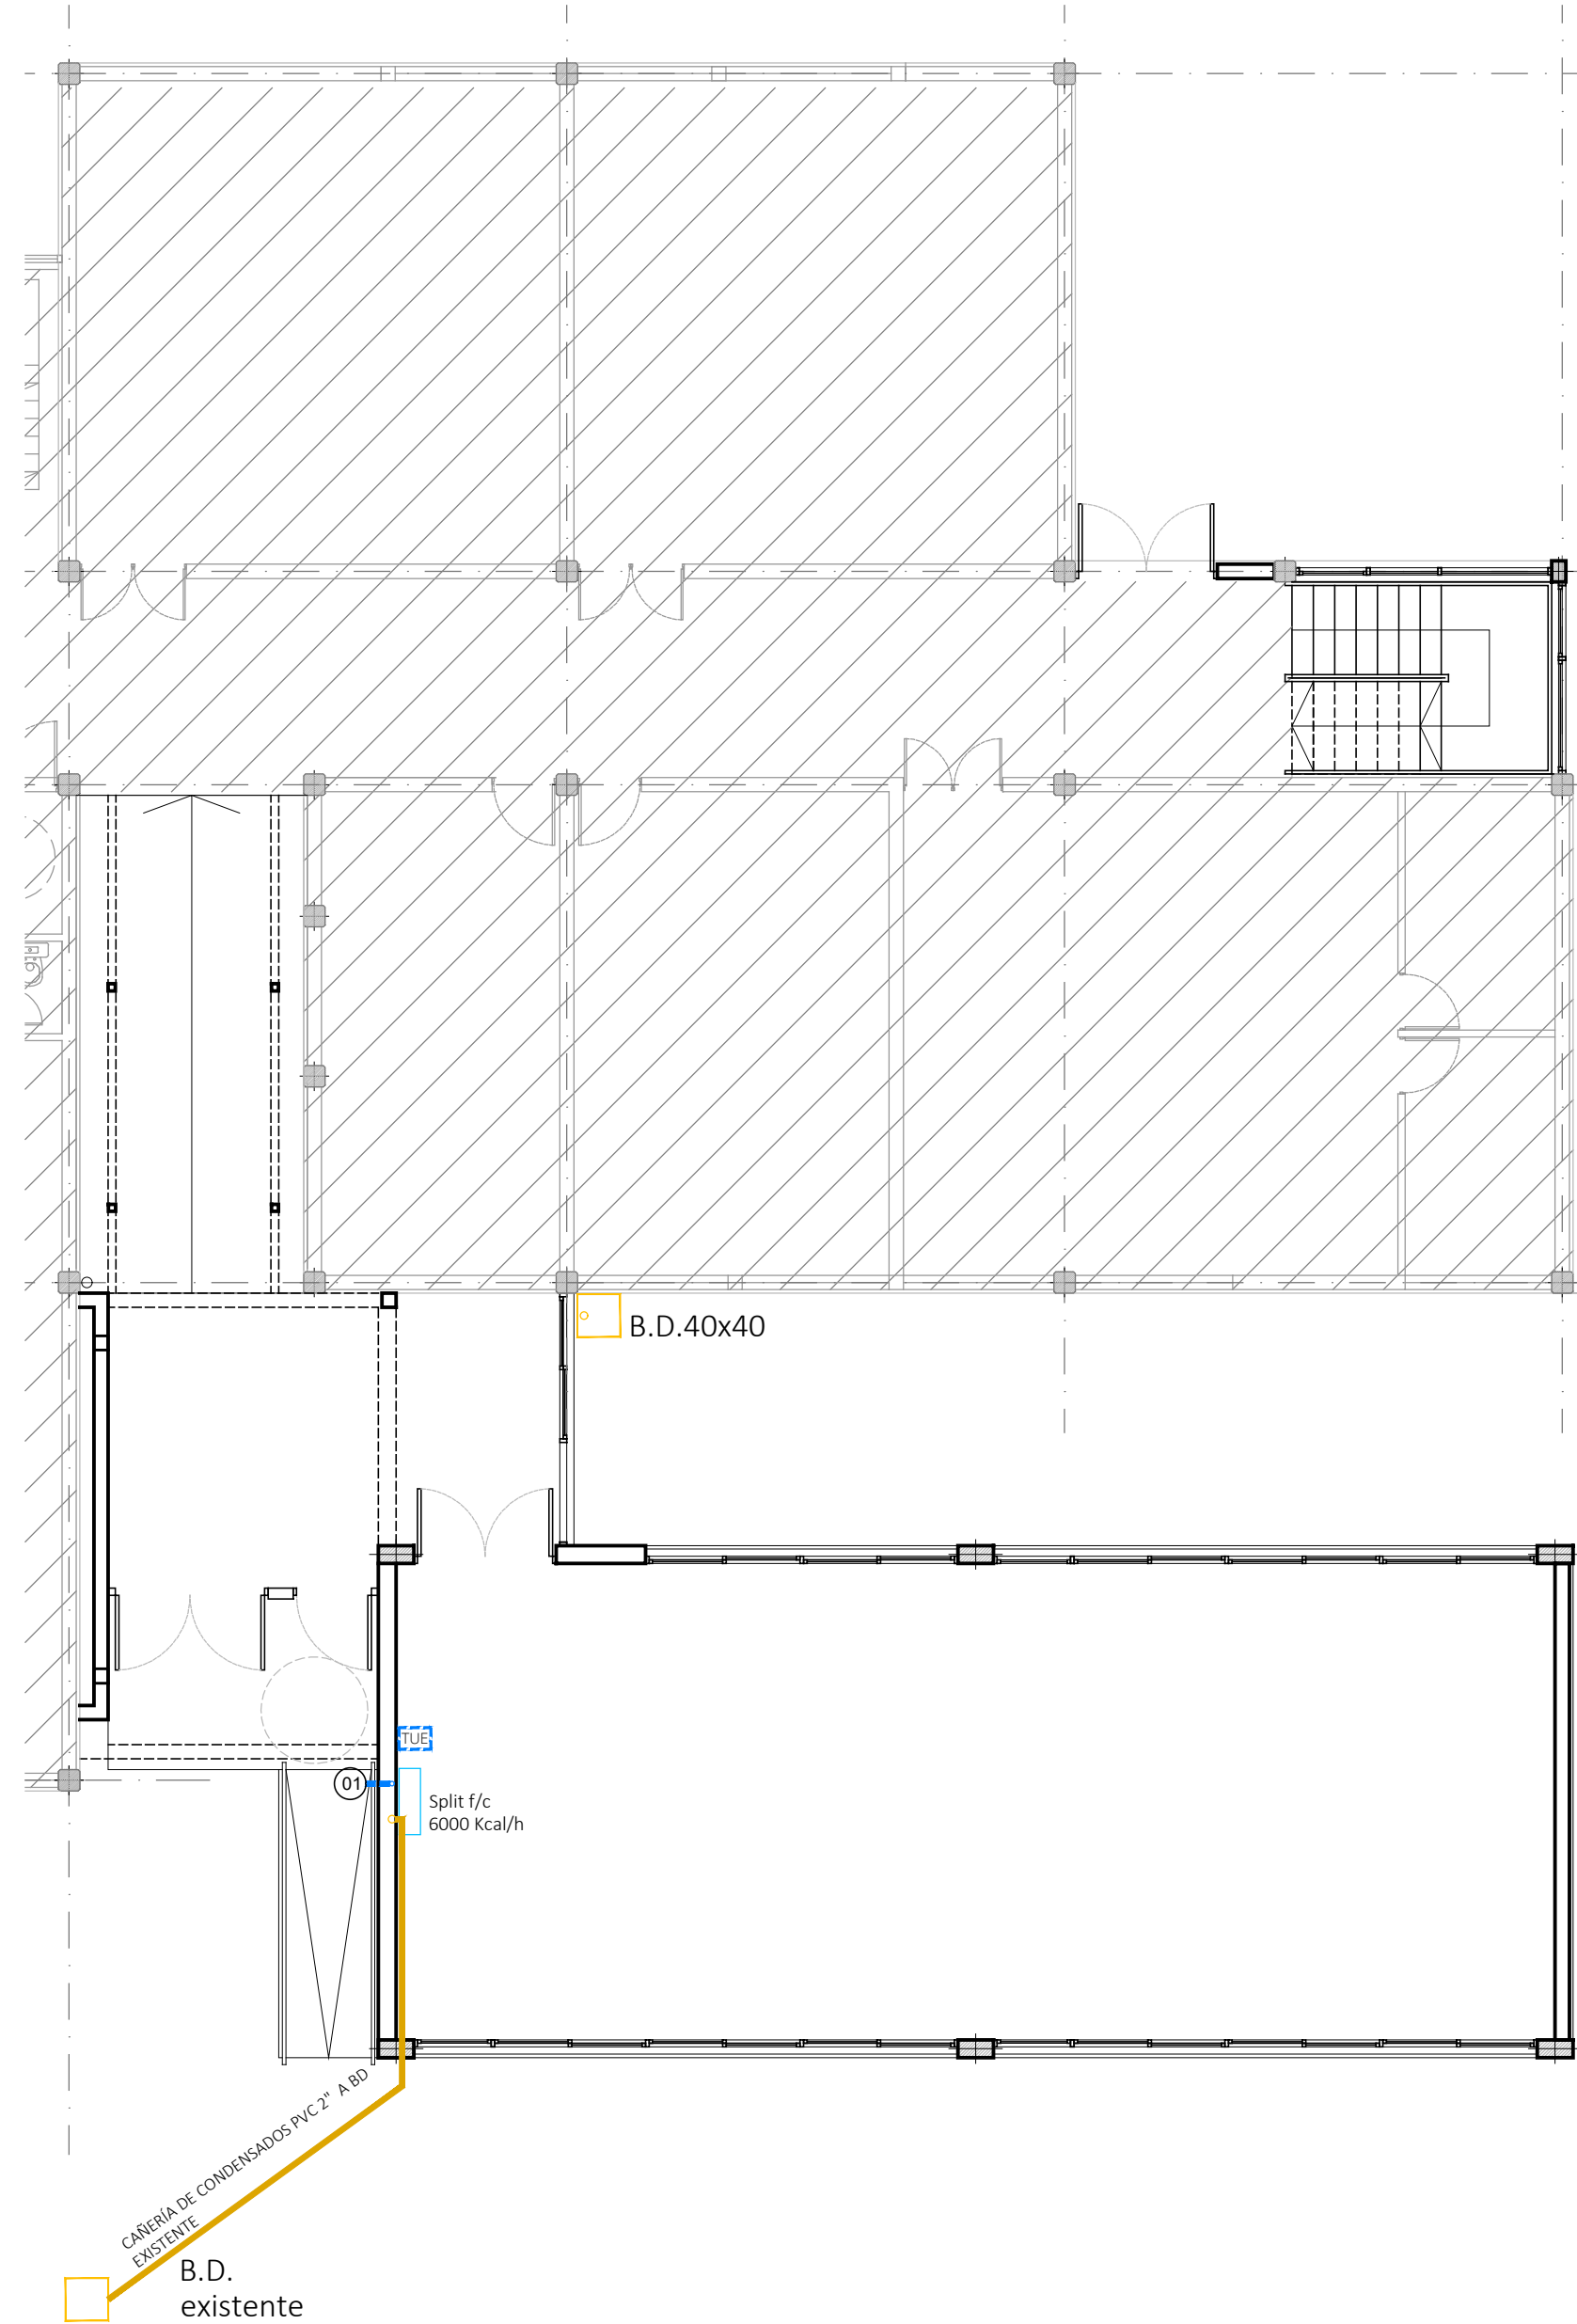 B.D.40x40
TUE
01
Split f/c
6000 Kcal/h
CAÑERÍA DE CONDENSADOS PVC 2" A BD
EXISTENTE
B.D.
existente